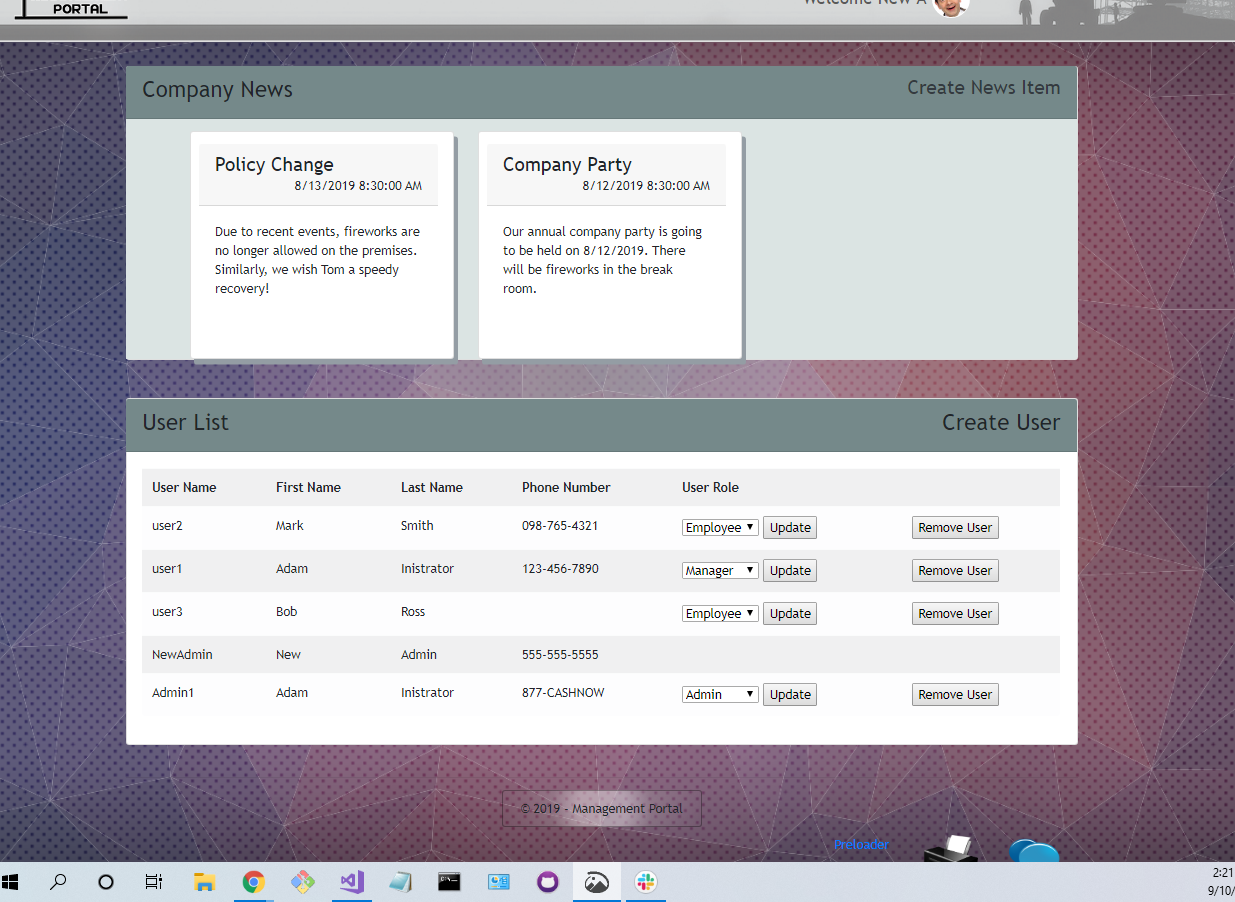 PORTAL
Welcome New A
Company News
Create News Item
Policy Change
8/13/2019 8:30:00 AM
Due to recent events, fireworks are
no longer allowed on the premises.
Similarly, we wish Tom a speedy
recovery!
Company Party
8/12/2019 8:30:00 AM
Our annual company party is going
to be held on 8/12/2019. There
will be fireworks in the break
room.
User List
Create User
User Name First Name Last Name Phone Number User Role
user2 Mark Smith 098-765-4321 Employee Update Remove User
user1 Adam Inistrator 123-456-7890 Manager Update Remove User
user3 Bob Ross Employee Update Remove User
NewAdmin New Admin 555-555-5555
Admin1 Adam Inistrator 877-CASHNOW Admin Update Remove User
© 2019 - Management Portal
Preloader
2:21
9/10/